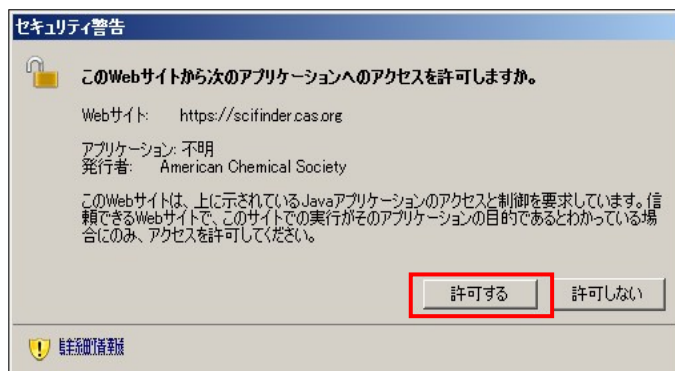 セキュリティ警告
このWebサイトから次のアプリケーションへのアクセスを許可しますか。
Webサイト: https://scifinder.cas.org
アプリケーション: 不明
発行者: American Chemical Society
このWebサイトは、上に示されているJavaアプリケーションのアクセスと制御を要求しています。信
頼できるWebサイトで、このサイトでの実行がそのアプリケーションの目的であるとわかっている場
合にのみ、アクセスを許可してください。
許可する 許可しない